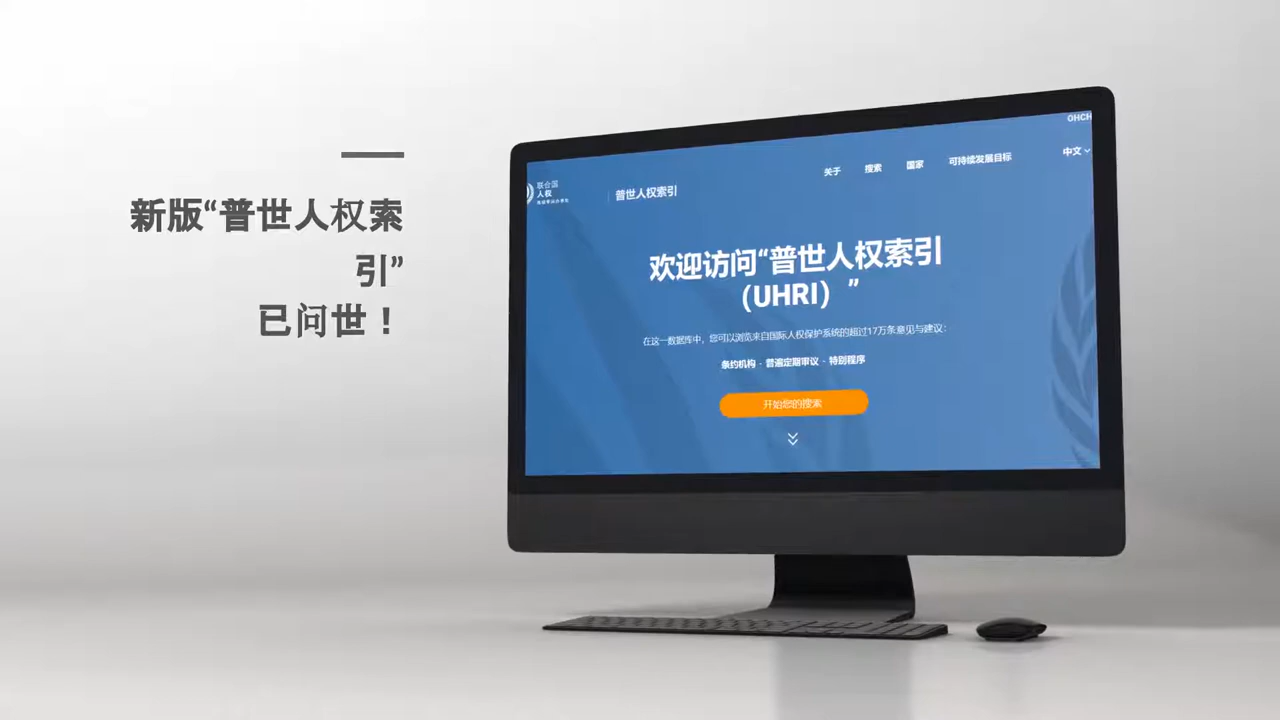 新版“普世人权索
引”
已问世！
OHCH
中文
关于
搜索
国家
可持续发展目标
联合国
人权
普世人权索引
欢迎访问“普世人权索引
（UHRI）”
在这一数据库中，您可以浏览来自国际人权保护系统的超过17万条意见与建议：
条约机构 - 普遍定期审议 - 特别程序
开始您的搜索